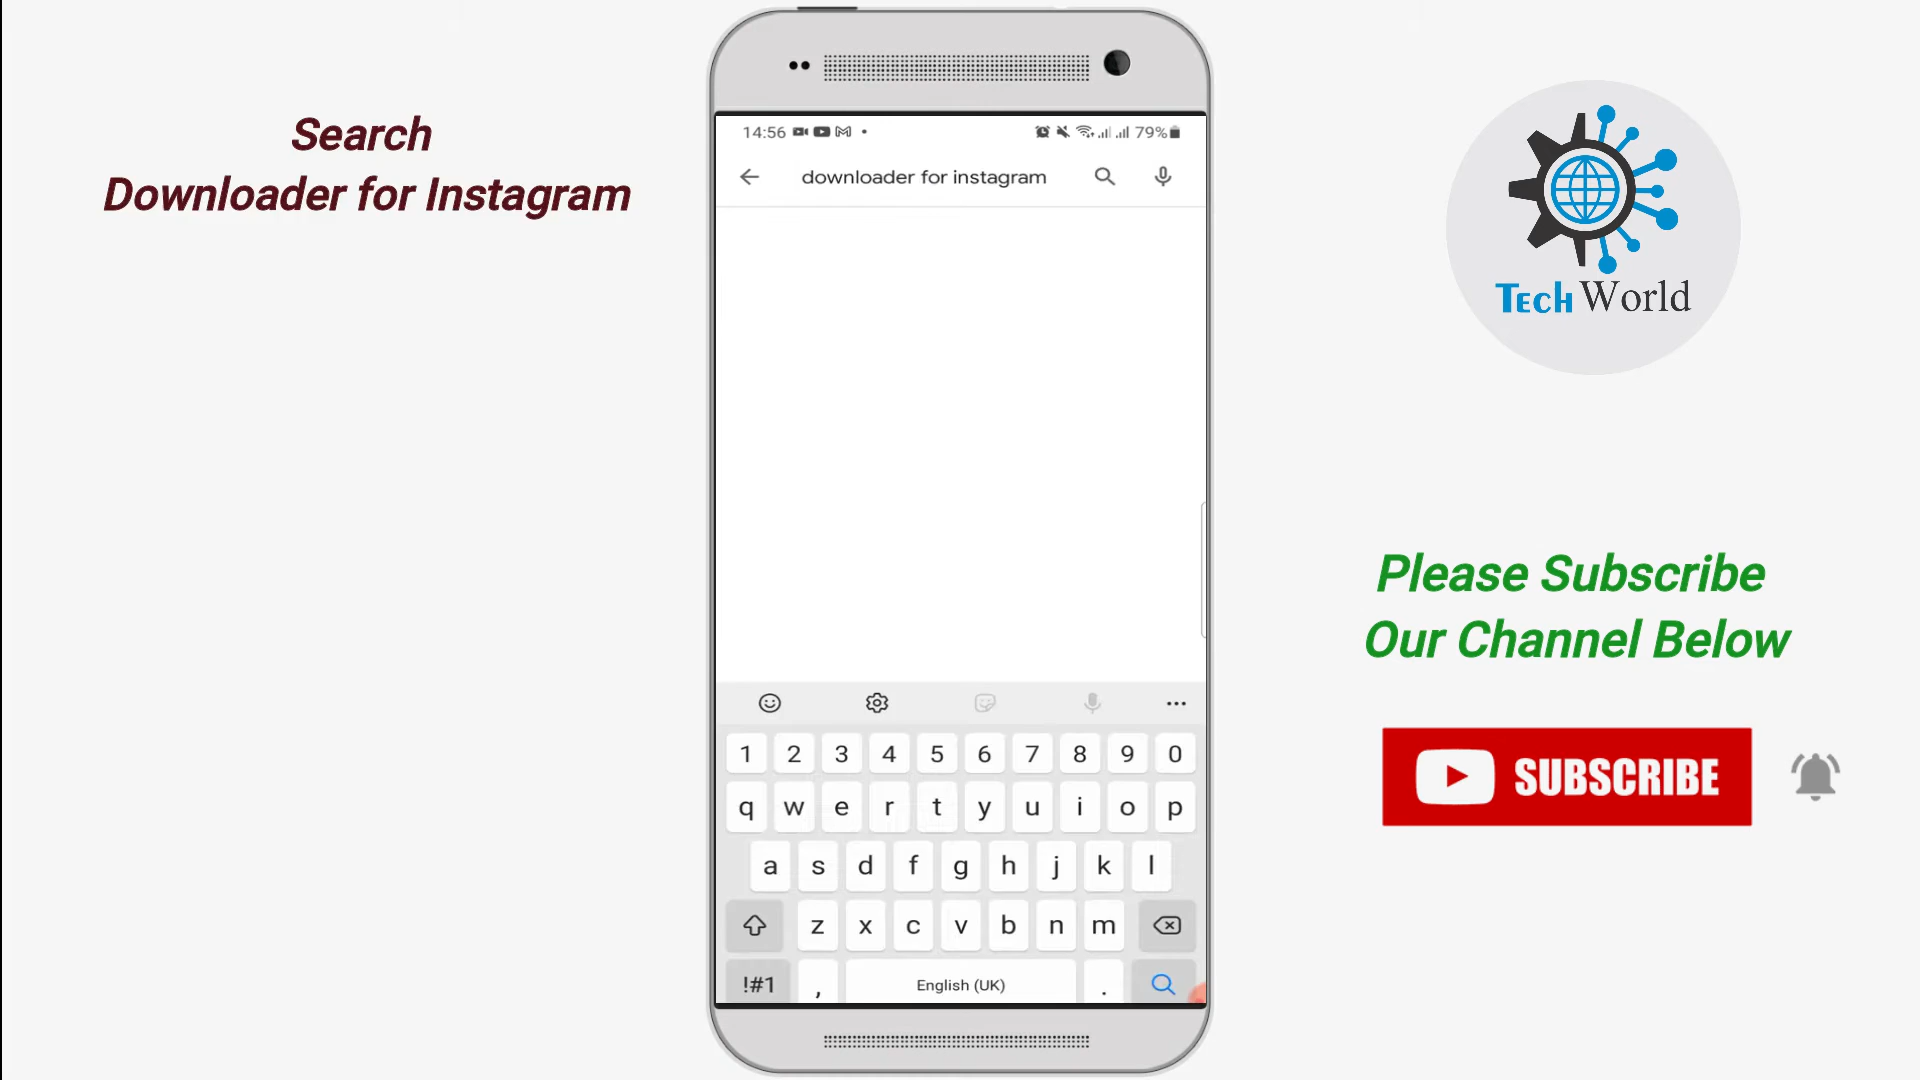 Search
Downloader for Instagram
14:56
79%
downloader for instagram
1 2 3 4 5 6 7 8 9 0
q w e r t y u i o p
a s d f g h j k l
z x c v b n m
!#1 , English (UK) .
Tech World
Please Subscribe
Our Channel Below
SUBSCRIBE